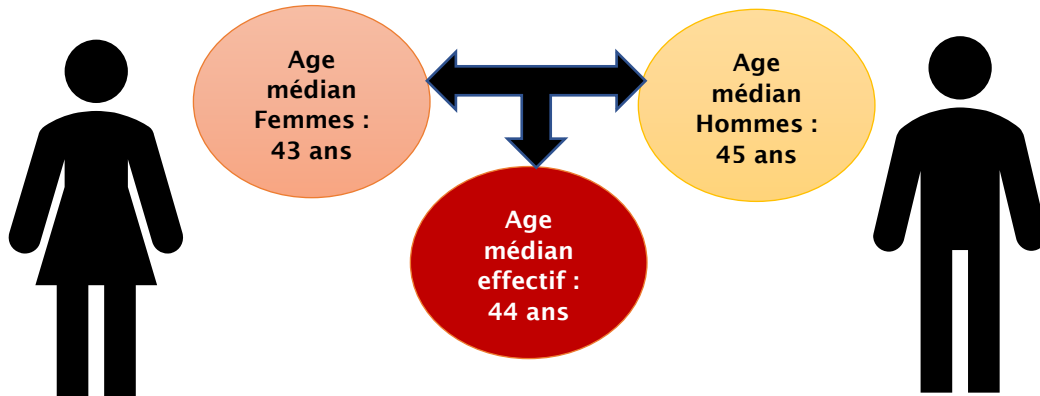 Age
médian
Femmes :
43 ans
Age
médian
Hommes :
45 ans
Age
médian
effectif :
44 ans